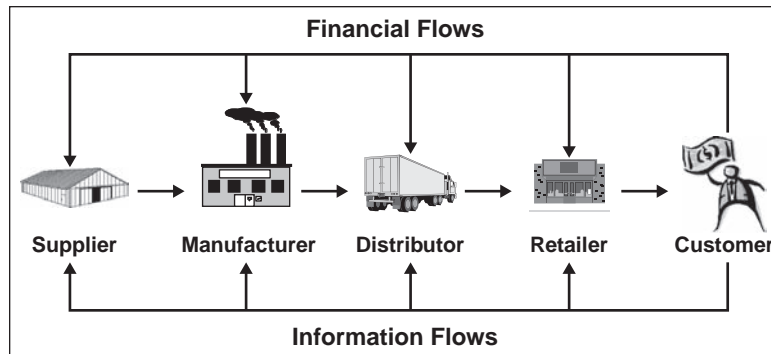 Financial Flows
Supplier Manufacturer Distributor Retailer Customer
Information Flows